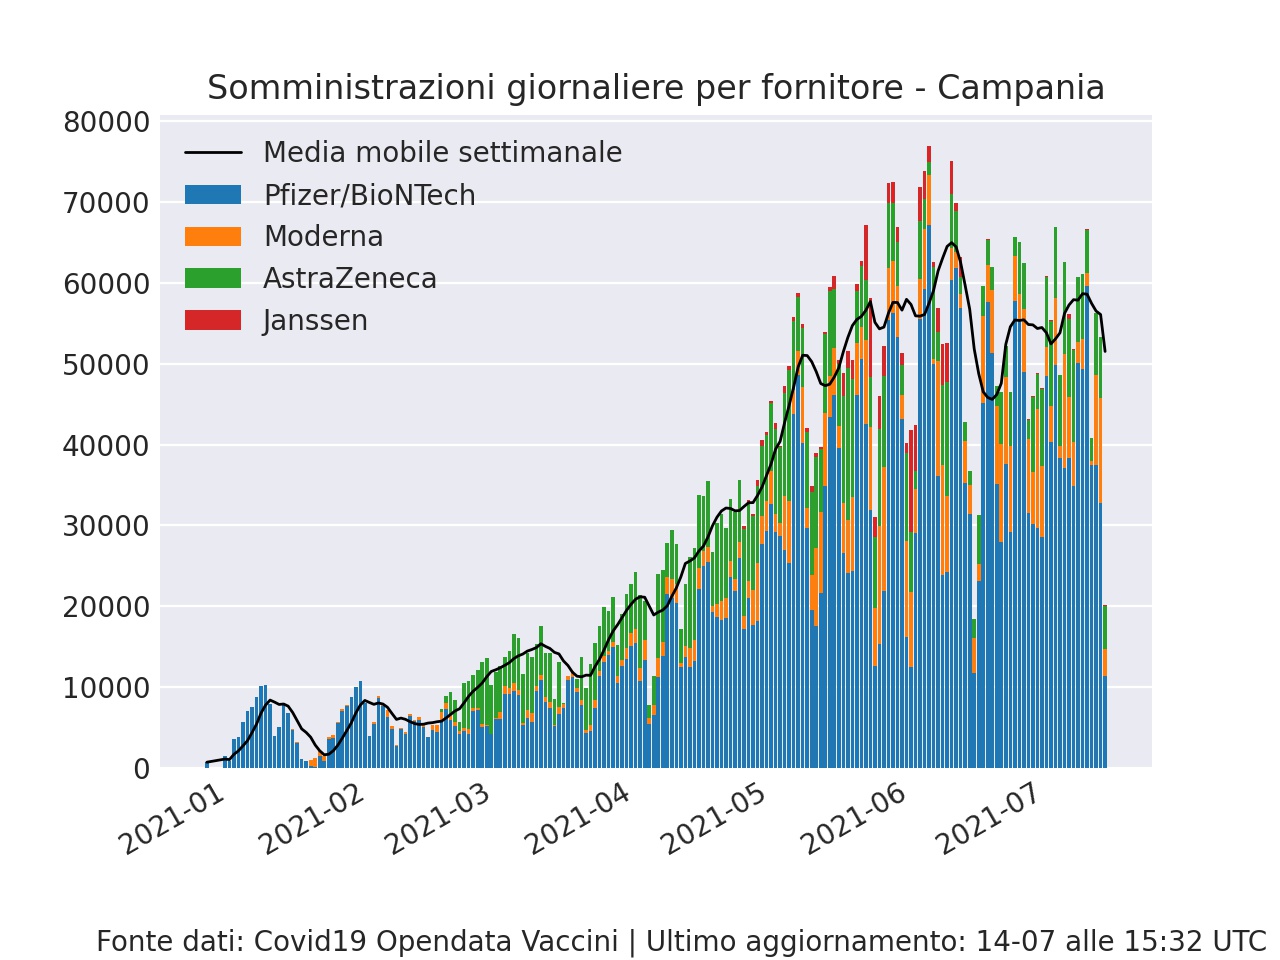 Somministrazioni giornaliere per fornitore - Campania
80000
70000
60000
50000
40000
30000
20000
10000
0
Media mobile settimanale
Pfizer/BioNTech
Moderna
AstraZeneca
Janssen
2021-01
2021-02
2021-03
2021-04
2021-05
2021-06
2021-07
Fonte dati: Covid19 Opendata Vaccini | Ultimo aggiornamento: 14-07 alle 15:32 UTC